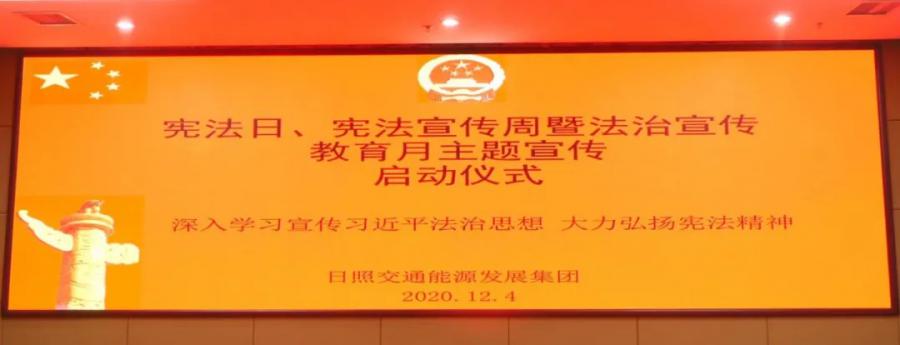 宪法日、宪法宣传周暨法治宣传
教育月主题宣传
启动仪式
深入学习宣传习近平法治思想 大力弘扬宪法精神
日照交通能源发展集团
2020.12.4